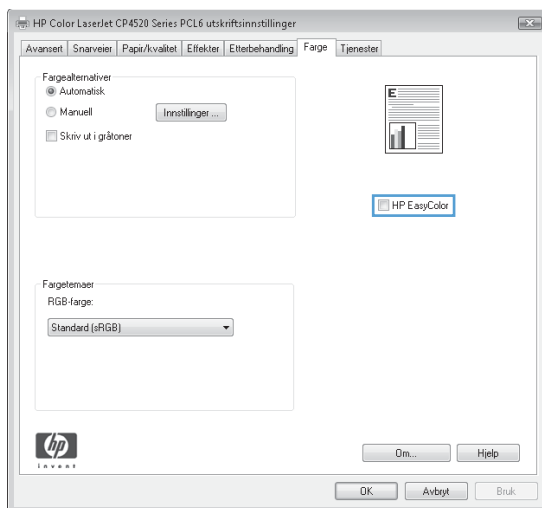 HP Color LaserJet CP4520 Series PCL6 utskriftsinnstillinger
Avansert Snarveier Papir/kvalitet Effekter Etterbehandling Farge Tjenester
Fargealternativer
Automatisk
Manuell Innstillinger ...
Skriv ut i gråtoner
E
HP EasyColor
Fargetemaer
RGB-farge:
Standard (sRGB)
hp
invent
Om... Hjelp
OK Avbryt Bruk